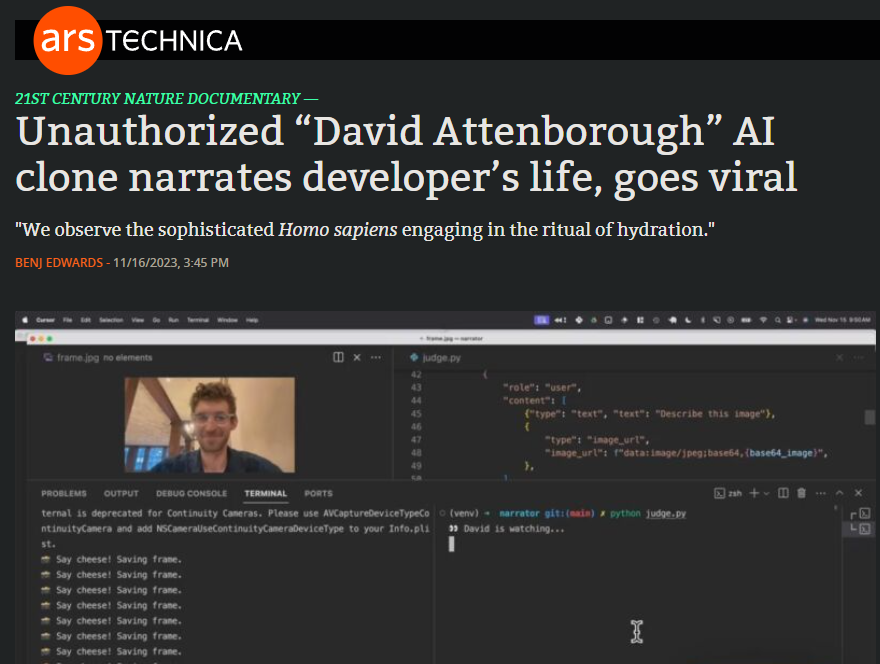 ars TECHNICA
21ST CENTURY NATURE DOCUMENTARY —
Unauthorized “David Attenborough” AI
clone narrates developer’s life, goes viral
"We observe the sophisticated Homo sapiens engaging in the ritual of hydration."
BENJ EDWARDS - 11/16/2023, 3:45 PM
Cursor File Edit Selection View Go Run Terminal Window Help
Wed Nov 15 8:00 AM
frame.jpg — narrator
frame.jpg no elements
judge.py
42 {
43 "role": "user",
44 "content": [
45 {"type": "text", "text": "Describe this image"},
46 {
47 "type": "image_url",
48 "image_url": f"data:image/jpeg;base64,{base64_image}",
49 },
50 ],
PROBLEMS OUTPUT DEBUG CONSOLE TERMINAL PORTS
zsh
ternal is deprecated for Continuity Cameras. Please use AVCaptureDeviceTypeCo
ntinuityCamera and add NSCameraUseContinuityCameraDeviceType to your Info.pli
st.
Say cheese! Saving frame.
Say cheese! Saving frame.
Say cheese! Saving frame.
Say cheese! Saving frame.
Say cheese! Saving frame.
Say cheese! Saving frame.
Say cheese! Saving frame.
(venv) → narrator git:(main) ✗ python judge.py
David is watching...